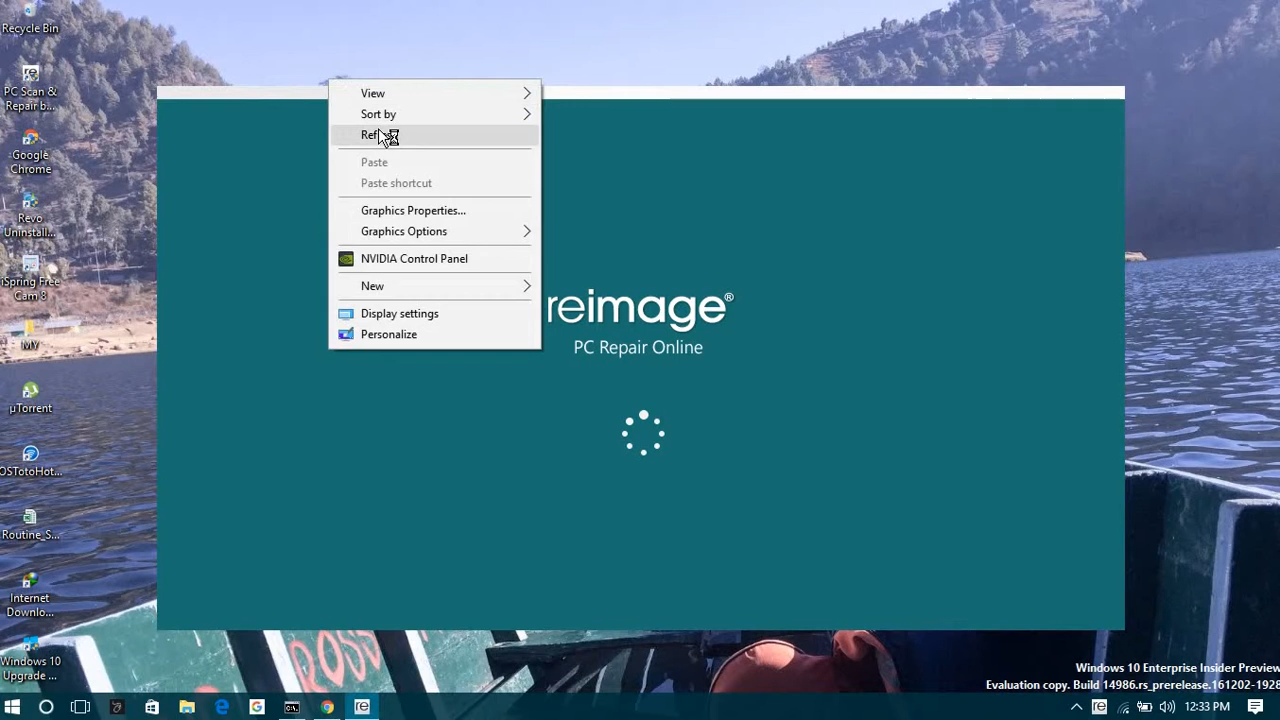 Recycle Bin
PC Scan &
Repair b...
Google
Chrome
Revo
Uninstall...
iSpring Free
Cam 8
MY
µTorrent
OSTotoHot...
Routine_S...
Internet
Downlo...
Windows 10
Upgrade ...
View
Sort by
Ref
Paste
Paste shortcut
Graphics Properties...
Graphics Options
NVIDIA Control Panel
New
Display settings
Personalize
reimage®
PC Repair Online
ROSS
Windows 10 Enterprise Insider Preview
Evaluation copy. Build 14986.rs_prerelease.161202-1928
re
12:33 PM